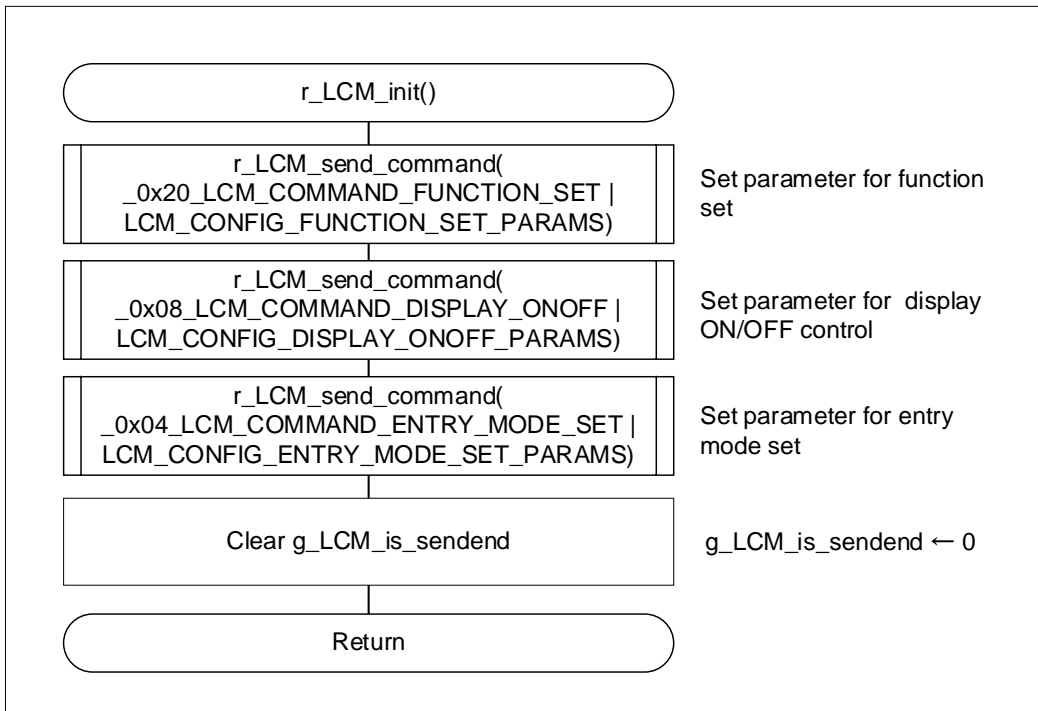 r_LCM_init()
r_LCM_send_command(
_0x20_LCM_COMMAND_FUNCTION_SET |
LCM_CONFIG_FUNCTION_SET_PARAMS)
Set parameter for function
set
r_LCM_send_command(
_0x08_LCM_COMMAND_DISPLAY_ONOFF |
LCM_CONFIG_DISPLAY_ONOFF_PARAMS)
Set parameter for display
ON/OFF control
r_LCM_send_command(
_0x04_LCM_COMMAND_ENTRY_MODE_SET |
LCM_CONFIG_ENTRY_MODE_SET_PARAMS)
Set parameter for entry
mode set
Clear g_LCM_is_sendend
g_LCM_is_sendend ← 0
Return